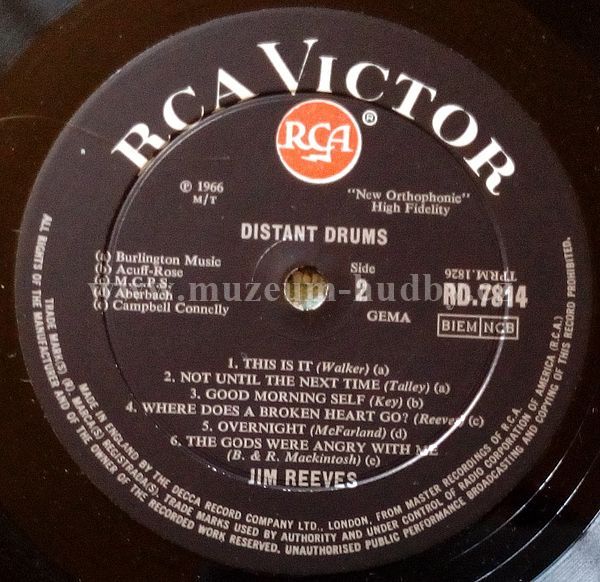 RCA VICTOR
RCA
®
℗ 1966
M/T
"New Orthophonic"
High Fidelity
DISTANT DRUMS
(a) Burlington Music
(b) Acuff-Rose
(c) M.C.P.S.
(d) Aberbach
(e) Campbell Connelly
Side
2
GEMA
TPRM.1826
RD.7814
BIEM NCB
www.muzeum-hudby.cz
1. THIS IS IT (Walker) (a)
2. NOT UNTIL THE NEXT TIME (Talley) (a)
3. GOOD MORNING SELF (Key) (b)
4. WHERE DOES A BROKEN HEART GO? (Reeves) (c)
5. OVERNIGHT (McFarland) (d)
6. THE GODS WERE ANGRY WITH ME
(B. & R. Mackintosh) (c)
JIM REEVES
TRADE MARK(S) (R). MARCA(S) REGISTRADA(S). TRADE MARKS USED BY AUTHORITY AND UNDER CONTROL OF RADIO CORPORATION OF AMERICA (R.C.A.)
MADE IN ENGLAND BY THE DECCA RECORD COMPANY LTD., LONDON, FROM MASTER RECORDINGS OF R.C.A.
ALL RIGHTS OF THE MANUFACTURER AND OF THE OWNER OF THE RECORDED WORK RESERVED. UNAUTHORISED PUBLIC PERFORMANCE BROADCASTING AND COPYING OF THIS RECORD PROHIBITED.